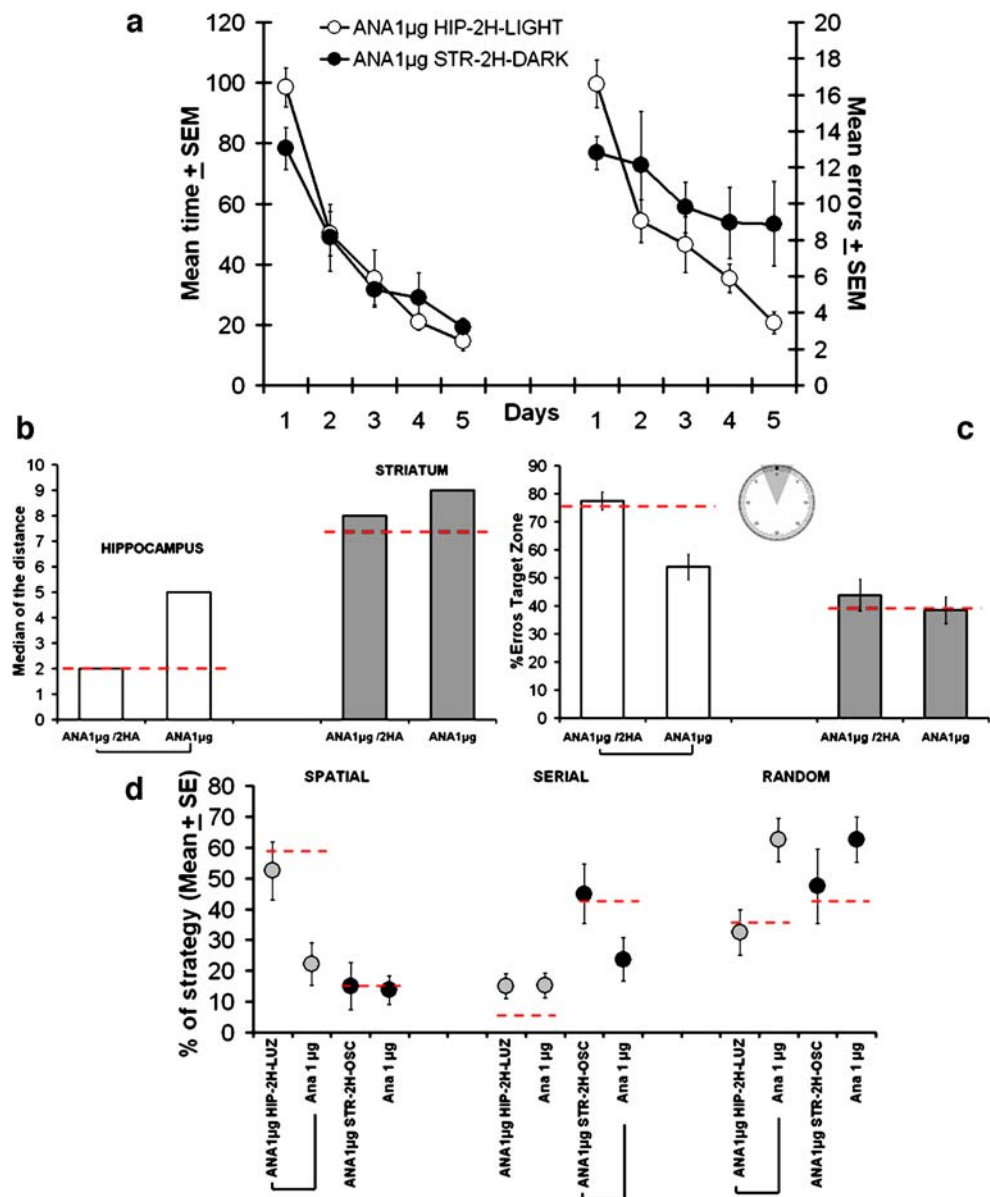 a
ANA1µg HIP-2H-LIGHT
ANA1µg STR-2H-DARK
Mean time ± SEM
120
100
80
60
40
20
0
Mean errors ± SEM
20
18
16
14
12
10
8
6
4
2
0
1 2 3 4 5 Days 1 2 3 4 5
b
Median of the distance
10
9
8
7
6
5
4
3
2
1
0
HIPPOCAMPUS
STRIATUM
ANA1µg /2HA ANA1µg ANA1µg /2HA ANA1µg
c
%Erros Target Zone
90
80
70
60
50
40
30
20
10
0
ANA1µg /2HA ANA1µg ANA1µg /2HA ANA1µg
d
SPATIAL SERIAL RANDOM
% of strategy (Mean ± SE)
80
70
60
50
40
30
20
10
0
ANA1µg HIP-2H-LUZ
Ana 1 µg
ANA1µg STR-2H-OSC
Ana 1 µg
ANA1µg HIP-2H-LUZ
Ana 1 µg
ANA1µg STR-2H-OSC
Ana 1 µg
ANA1µg HIP-2H-LUZ
Ana 1 µg
ANA1µg STR-2H-OSC
Ana 1 µg